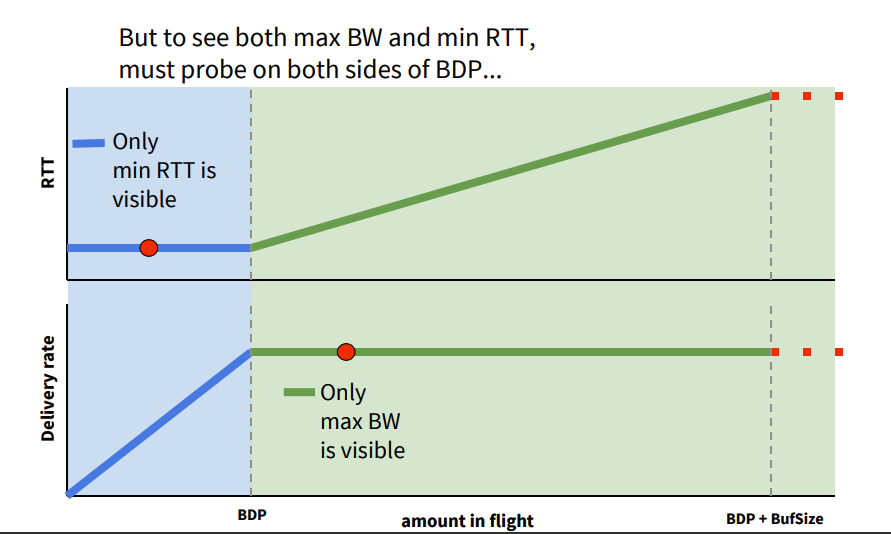 But to see both max BW and min RTT,
must probe on both sides of BDP...
RTT
Only
min RTT is
visible
Delivery rate
Only
max BW
is visible
BDP
amount in flight
BDP + BufSize